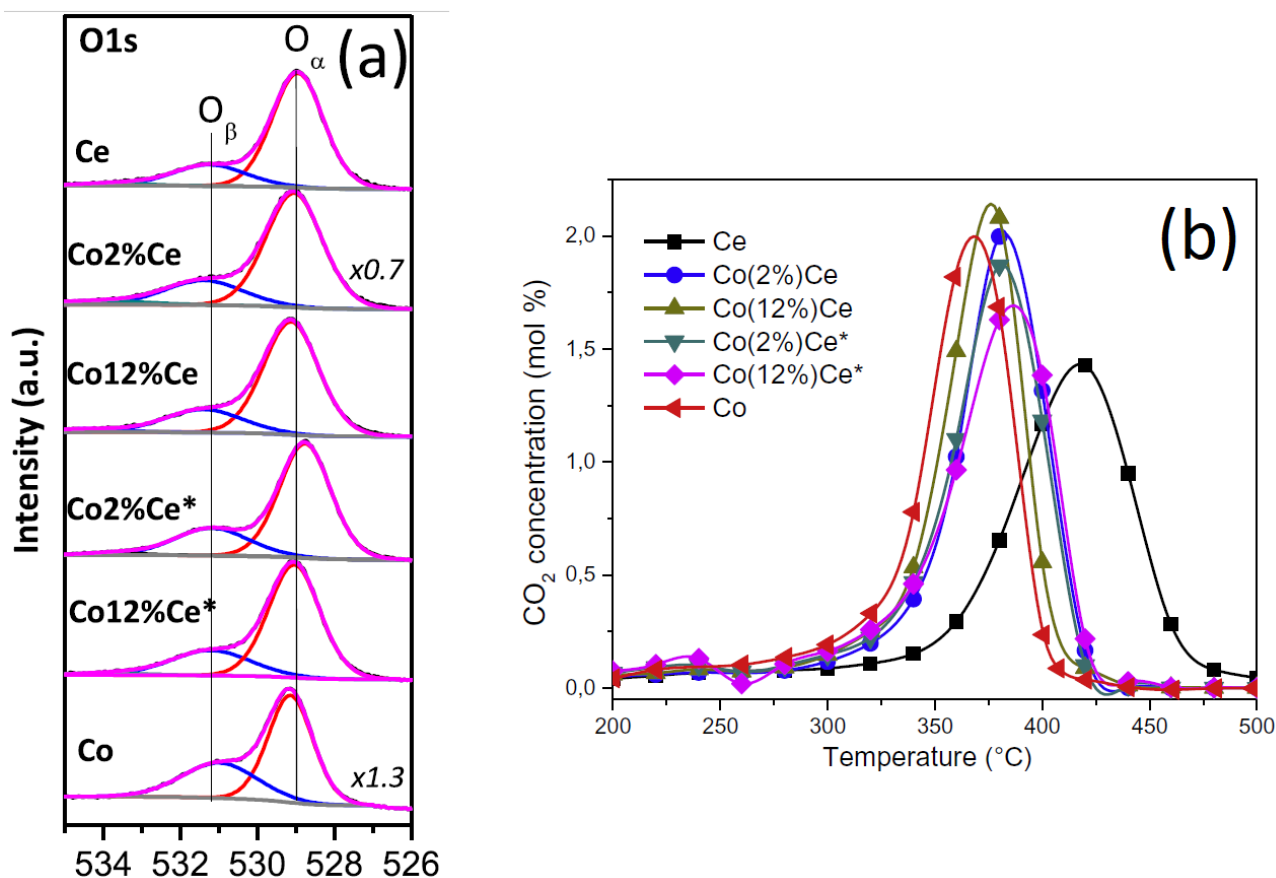 O1s
(a)
Oα
Oβ
Ce
Co2%Ce
x0.7
Co12%Ce
Co2%Ce*
Co12%Ce*
Co
x1.3
Intensity (a.u.)
534 532 530 528 526
(b)
Ce
Co(2%)Ce
Co(12%)Ce
Co(2%)Ce*
Co(12%)Ce*
Co
2,0
1,5
1,0
0,5
0,0
CO2 concentration (mol %)
200 250 300 350 400 450 500
Temperature (°C)